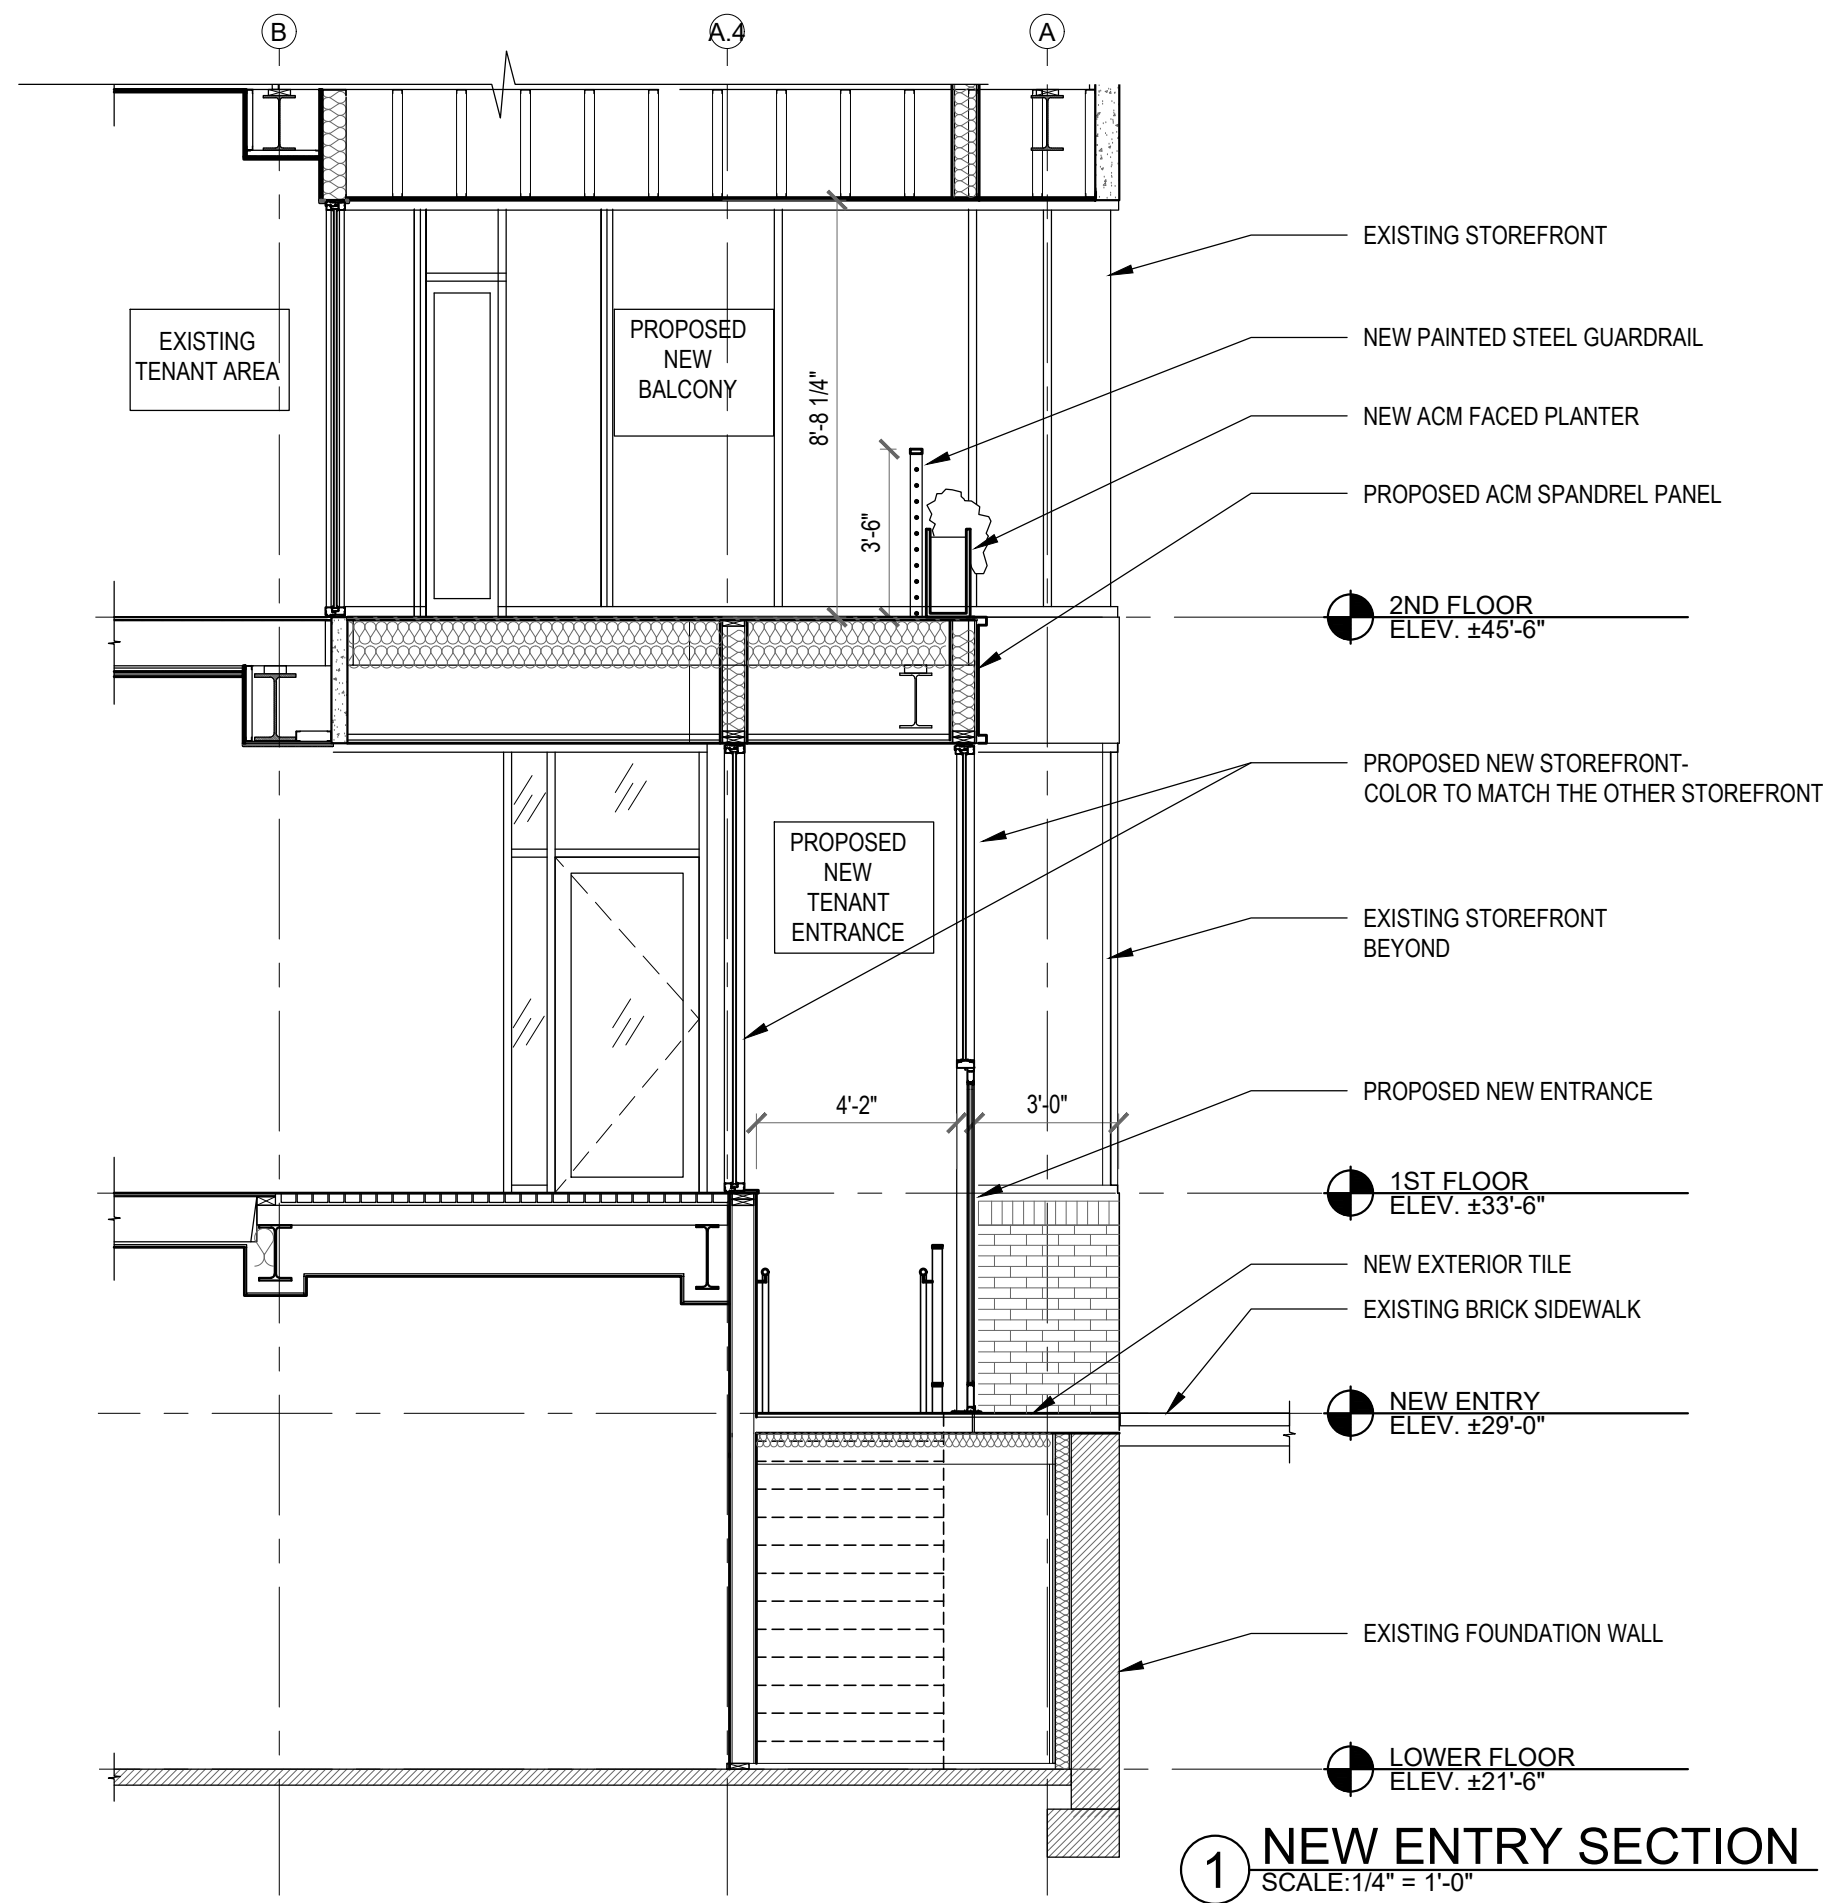 B
A.4
A
EXISTING STOREFRONT
NEW PAINTED STEEL GUARDRAIL
EXISTING
TENANT AREA
PROPOSED
NEW
BALCONY
8'-8 1/4"
NEW ACM FACED PLANTER
3'-6"
PROPOSED ACM SPANDREL PANEL
2ND FLOOR
ELEV. ±45'-6"
PROPOSED NEW STOREFRONT-
COLOR TO MATCH THE OTHER STOREFRONT
PROPOSED
NEW
TENANT
ENTRANCE
EXISTING STOREFRONT
BEYOND
4'-2"
3'-0"
PROPOSED NEW ENTRANCE
1ST FLOOR
ELEV. ±33'-6"
NEW EXTERIOR TILE
EXISTING BRICK SIDEWALK
NEW ENTRY
ELEV. ±29'-0"
EXISTING FOUNDATION WALL
LOWER FLOOR
ELEV. ±21'-6"
1 NEW ENTRY SECTION
SCALE:1/4" = 1'-0"